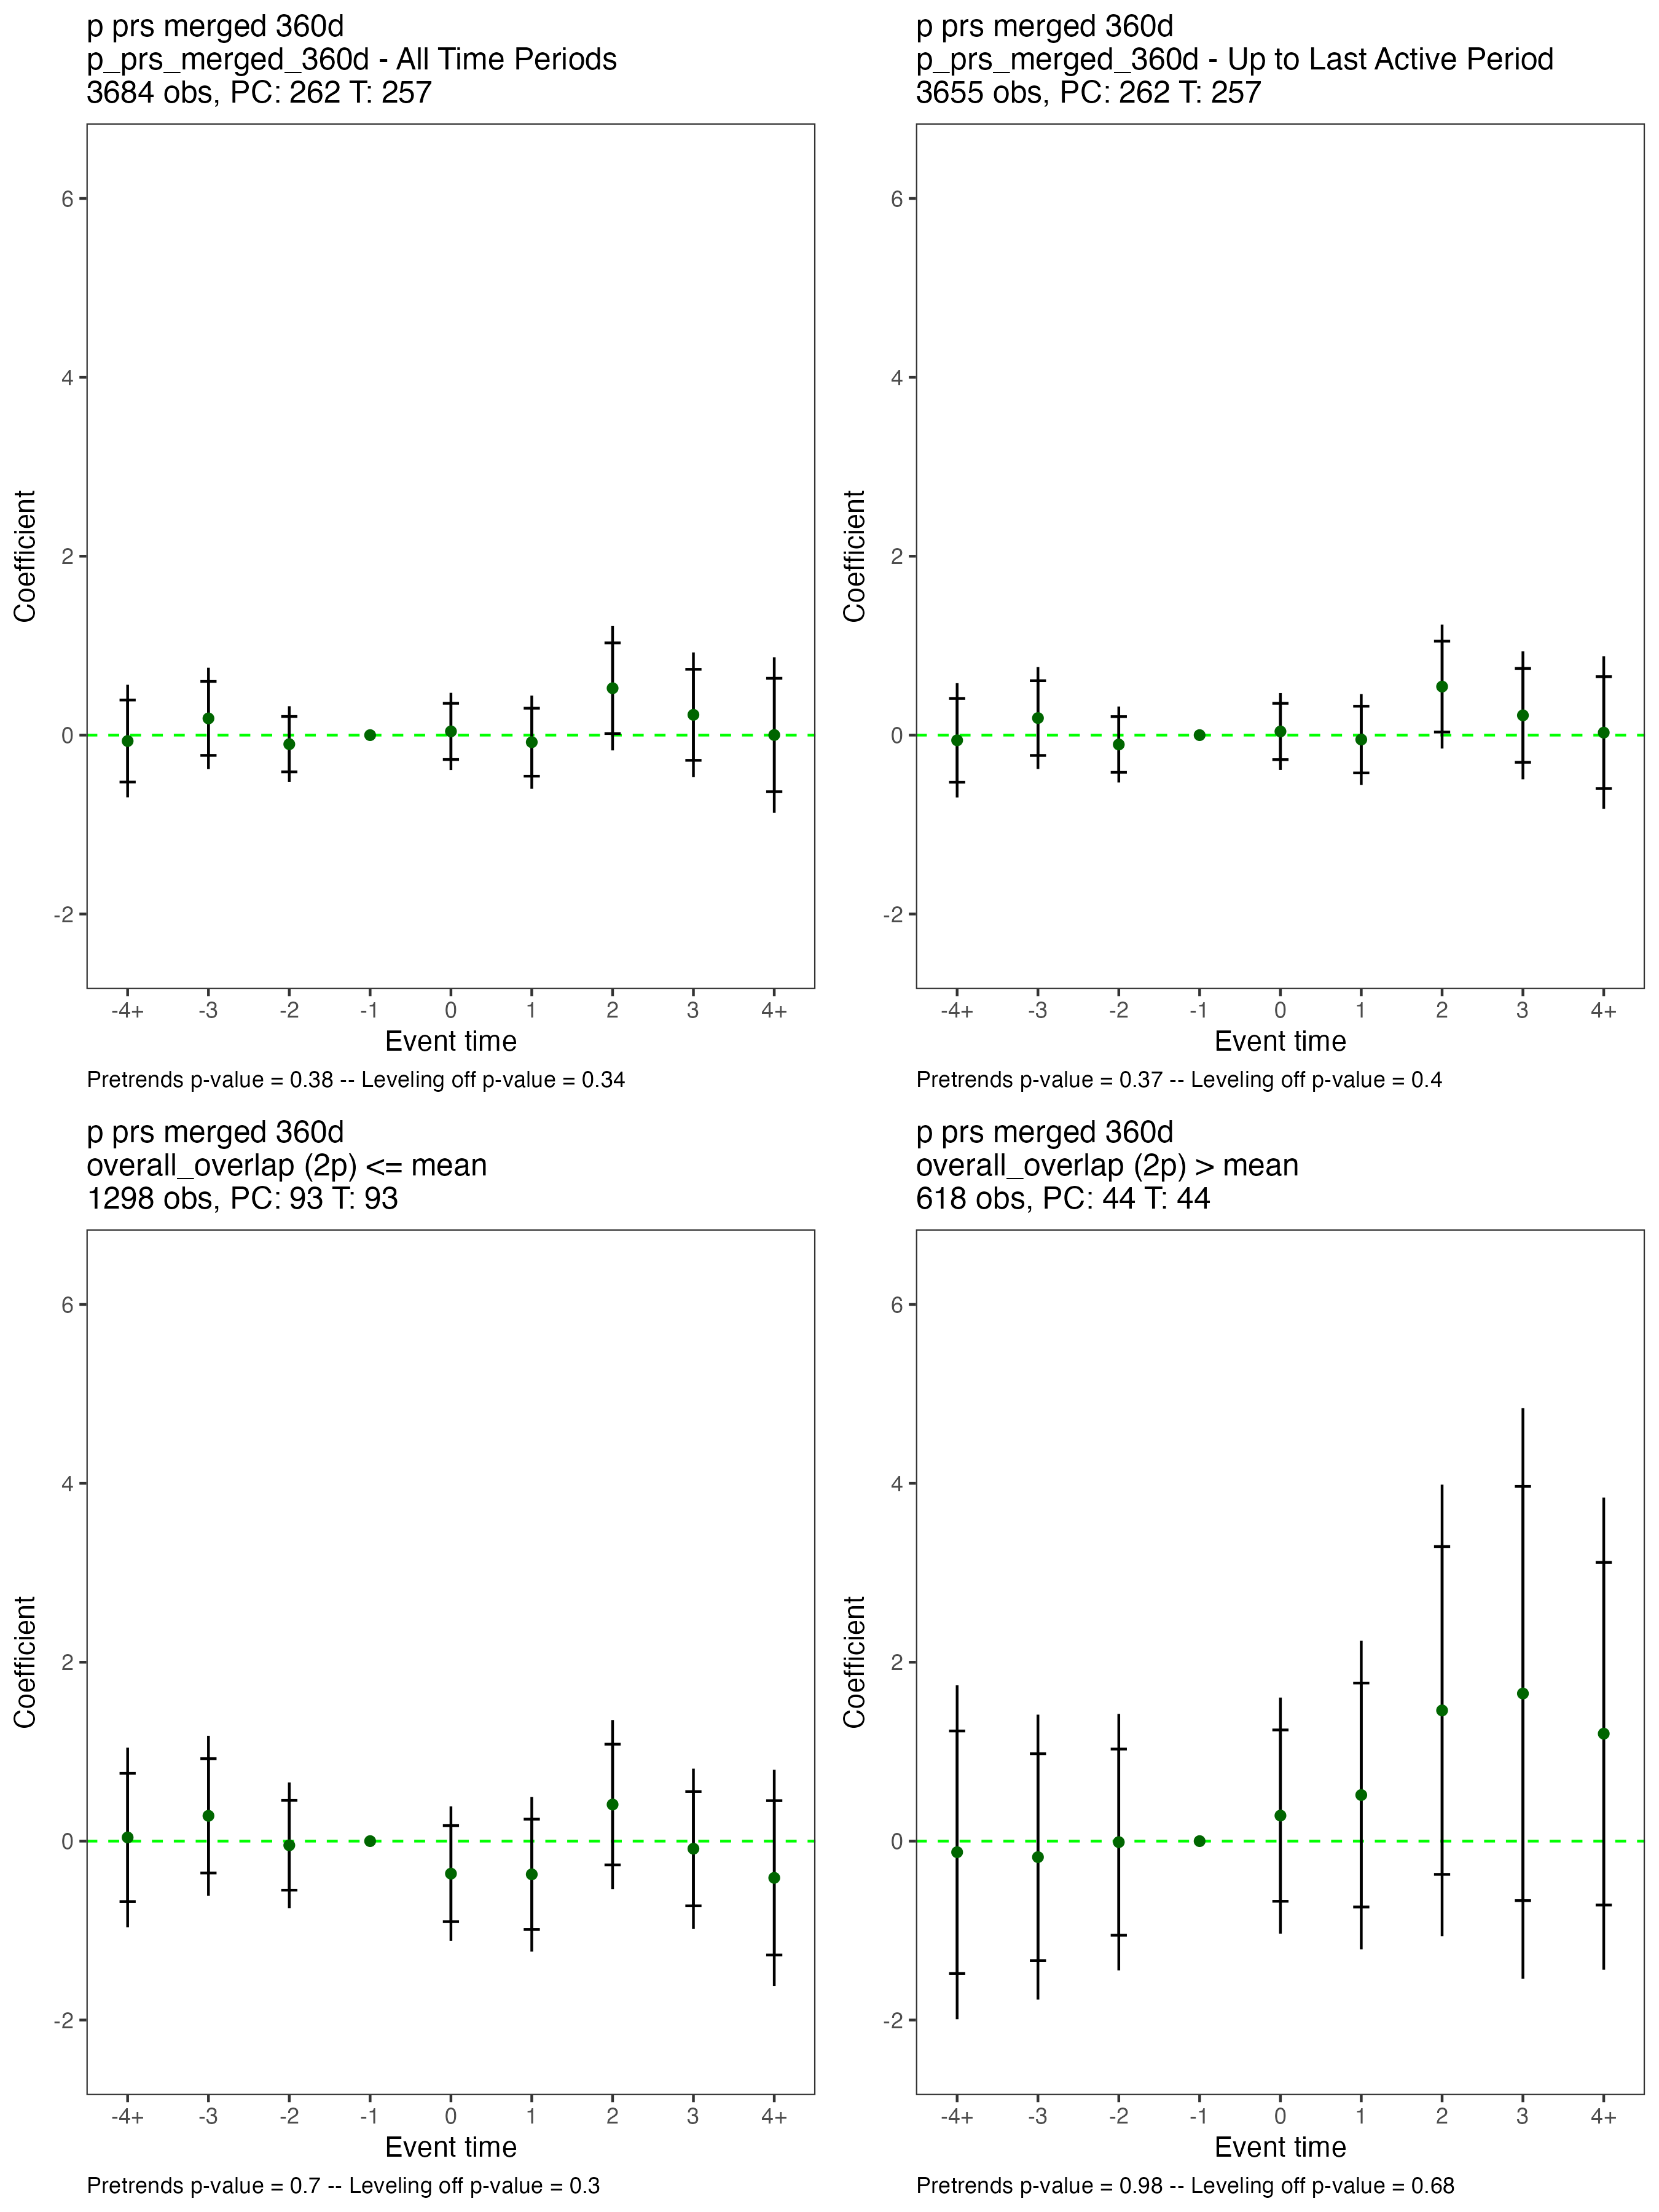 p prs merged 360d
p_prs_merged_360d - All Time Periods
3684 obs, PC: 262 T: 257
6
4
2
0
-2
Coefficient
-4+ -3 -2 -1 0 1 2 3 4+
Event time
Pretrends p-value = 0.38 -- Leveling off p-value = 0.34
p prs merged 360d
p_prs_merged_360d - Up to Last Active Period
3655 obs, PC: 262 T: 257
6
4
2
0
-2
Coefficient
-4+ -3 -2 -1 0 1 2 3 4+
Event time
Pretrends p-value = 0.37 -- Leveling off p-value = 0.4
p prs merged 360d
overall_overlap (2p) <= mean
1298 obs, PC: 93 T: 93
6
4
2
0
-2
Coefficient
-4+ -3 -2 -1 0 1 2 3 4+
Event time
Pretrends p-value = 0.7 -- Leveling off p-value = 0.3
p prs merged 360d
overall_overlap (2p) > mean
618 obs, PC: 44 T: 44
6
4
2
0
-2
Coefficient
-4+ -3 -2 -1 0 1 2 3 4+
Event time
Pretrends p-value = 0.98 -- Leveling off p-value = 0.68